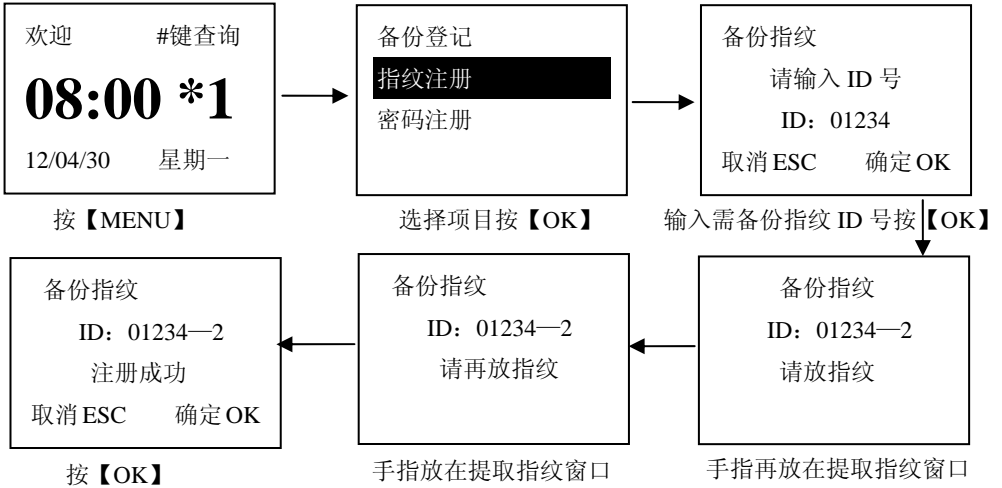 欢迎 #键查询
08:00 *1
12/04/30 星期一
按【MENU】
备份登记
指纹注册
密码注册
选择项目按【OK】
备份指纹
请输入 ID 号
ID：01234
取消 ESC 确定 OK
输入需备份指纹 ID 号按【OK】
备份指纹
ID：01234—2
请放指纹
手指再放在提取指纹窗口
备份指纹
ID：01234—2
请再放指纹
手指放在提取指纹窗口
备份指纹
ID：01234—2
注册成功
取消 ESC 确定 OK
按【OK】